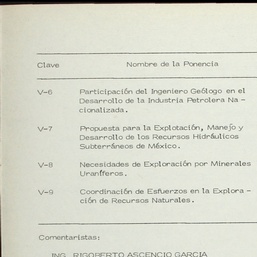 Clave Nombre de la Ponencia
V-6 Participación del Ingeniero Geólogo en el
Desarrollo de la Industria Petrolera Na -
cionalizada.
V-7 Propuesta para la Explotación, Manejo y
Desarrollo de los Recursos Hidráulicos
Subterráneos de México.
V-8 Necesidades de Exploración por Minerales
Uraníferos.
V-9 Coordinación de Esfuerzos en la Explora -
ción de Recursos Naturales.
Comentaristas:
ING. RIGOBERTO ASCENCIO GARCIA